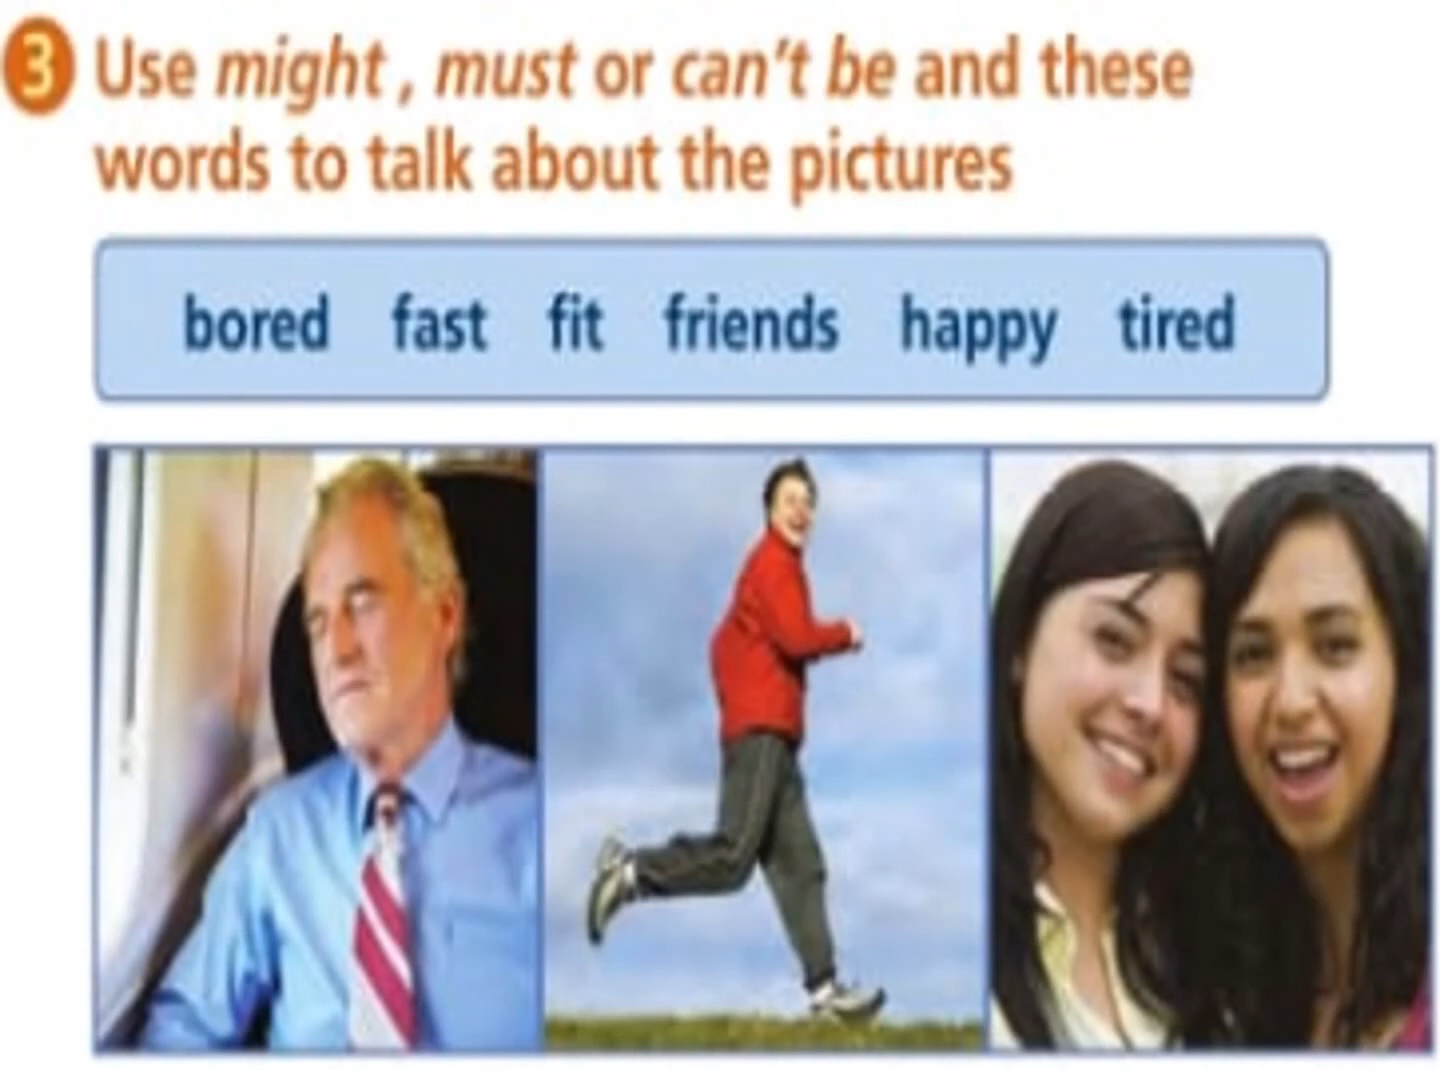 3 Use might , must or can't be and these
words to talk about the pictures
bored fast fit friends happy tired